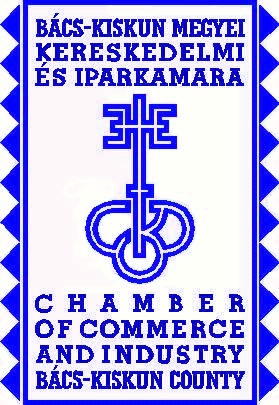 BÁCS-KISKUN MEGYEI
KERESKEDELMI
ÉS IPARKAMARA
CHAMBER
OF COMMERCE
AND INDUSTRY
BÁCS-KISKUN COUNTY